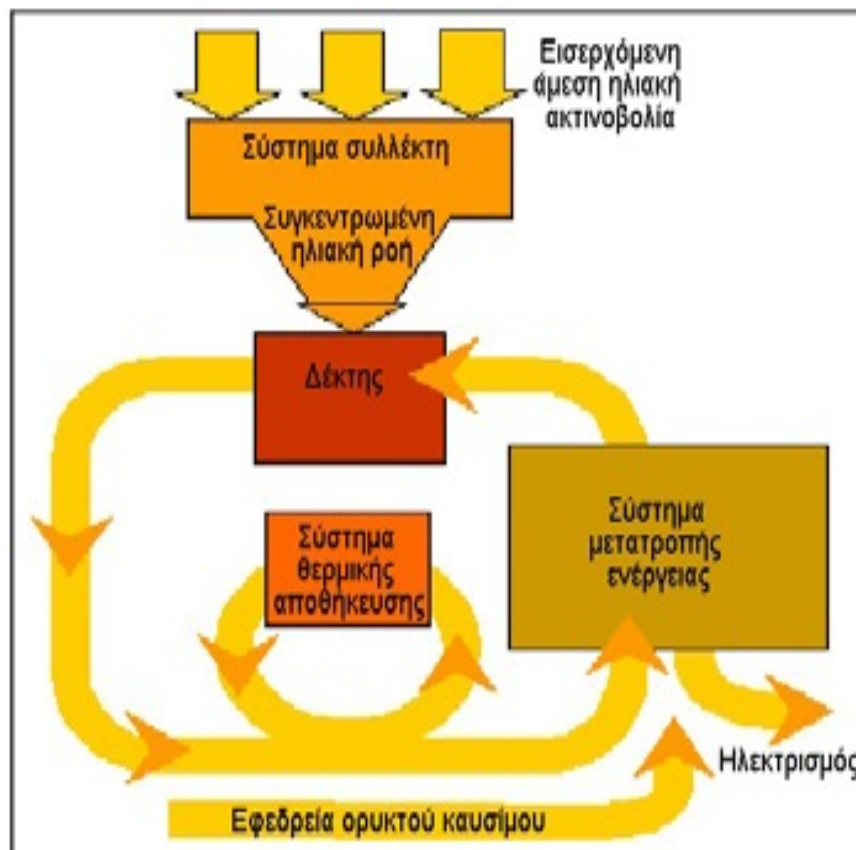 Εισερχόμενη
άμεση ηλιακή
ακτινοβολία
Σύστημα συλλέκτη
Συγκεντρωμένη
ηλιακή ροή
Δέκτης
Σύστημα
μετατροπής
ενέργειας
Σύστημα
θερμικής
αποθήκευσης
Ηλεκτρισμός
Εφεδρεία ορυκτού καυσίμου